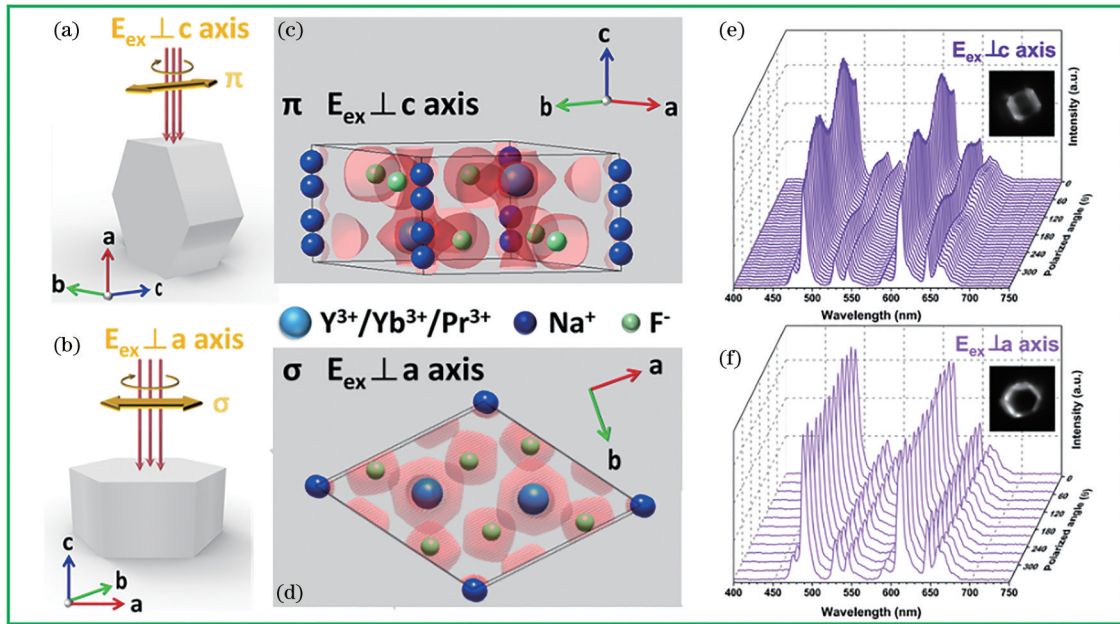 (a)
E_ex ⊥ c axis
π
a
b
c
(b)
E_ex ⊥ a axis
σ
c
b
a
(c)
c
b
a
π E_ex ⊥ c axis
Y³⁺/Yb³⁺/Pr³⁺ Na⁺ F⁻
σ E_ex ⊥ a axis
a
b
(d)
(e)
E_ex ⊥ c axis
Intensity (a.u.)
0
60
120
180
240
300
Polarized angle (θ)
400 450 500 550 600 650 700 750
Wavelength (nm)
(f)
E_ex ⊥ a axis
Intensity (a.u.)
0
60
120
180
240
300
Polarized angle (θ)
400 450 500 550 600 650 700 750
Wavelength (nm)